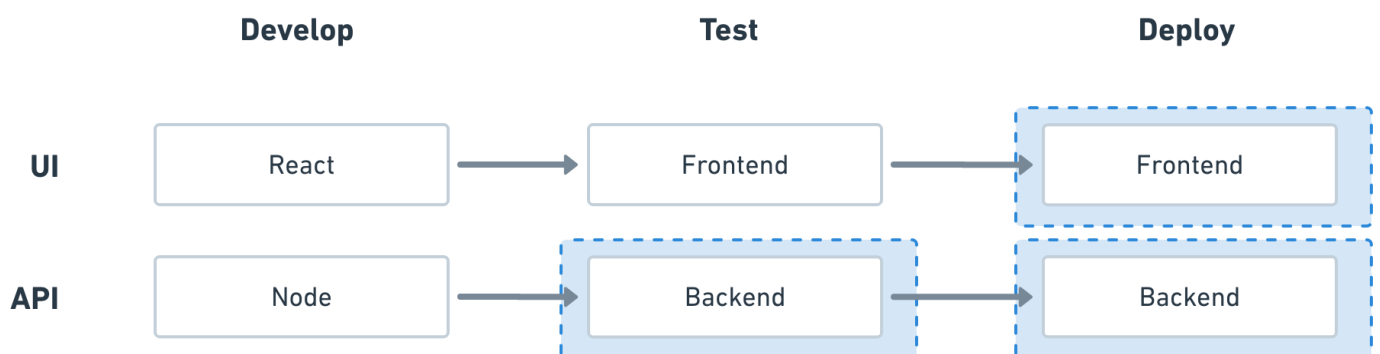 Develop Test Deploy
UI React Frontend Frontend
API Node Backend Backend